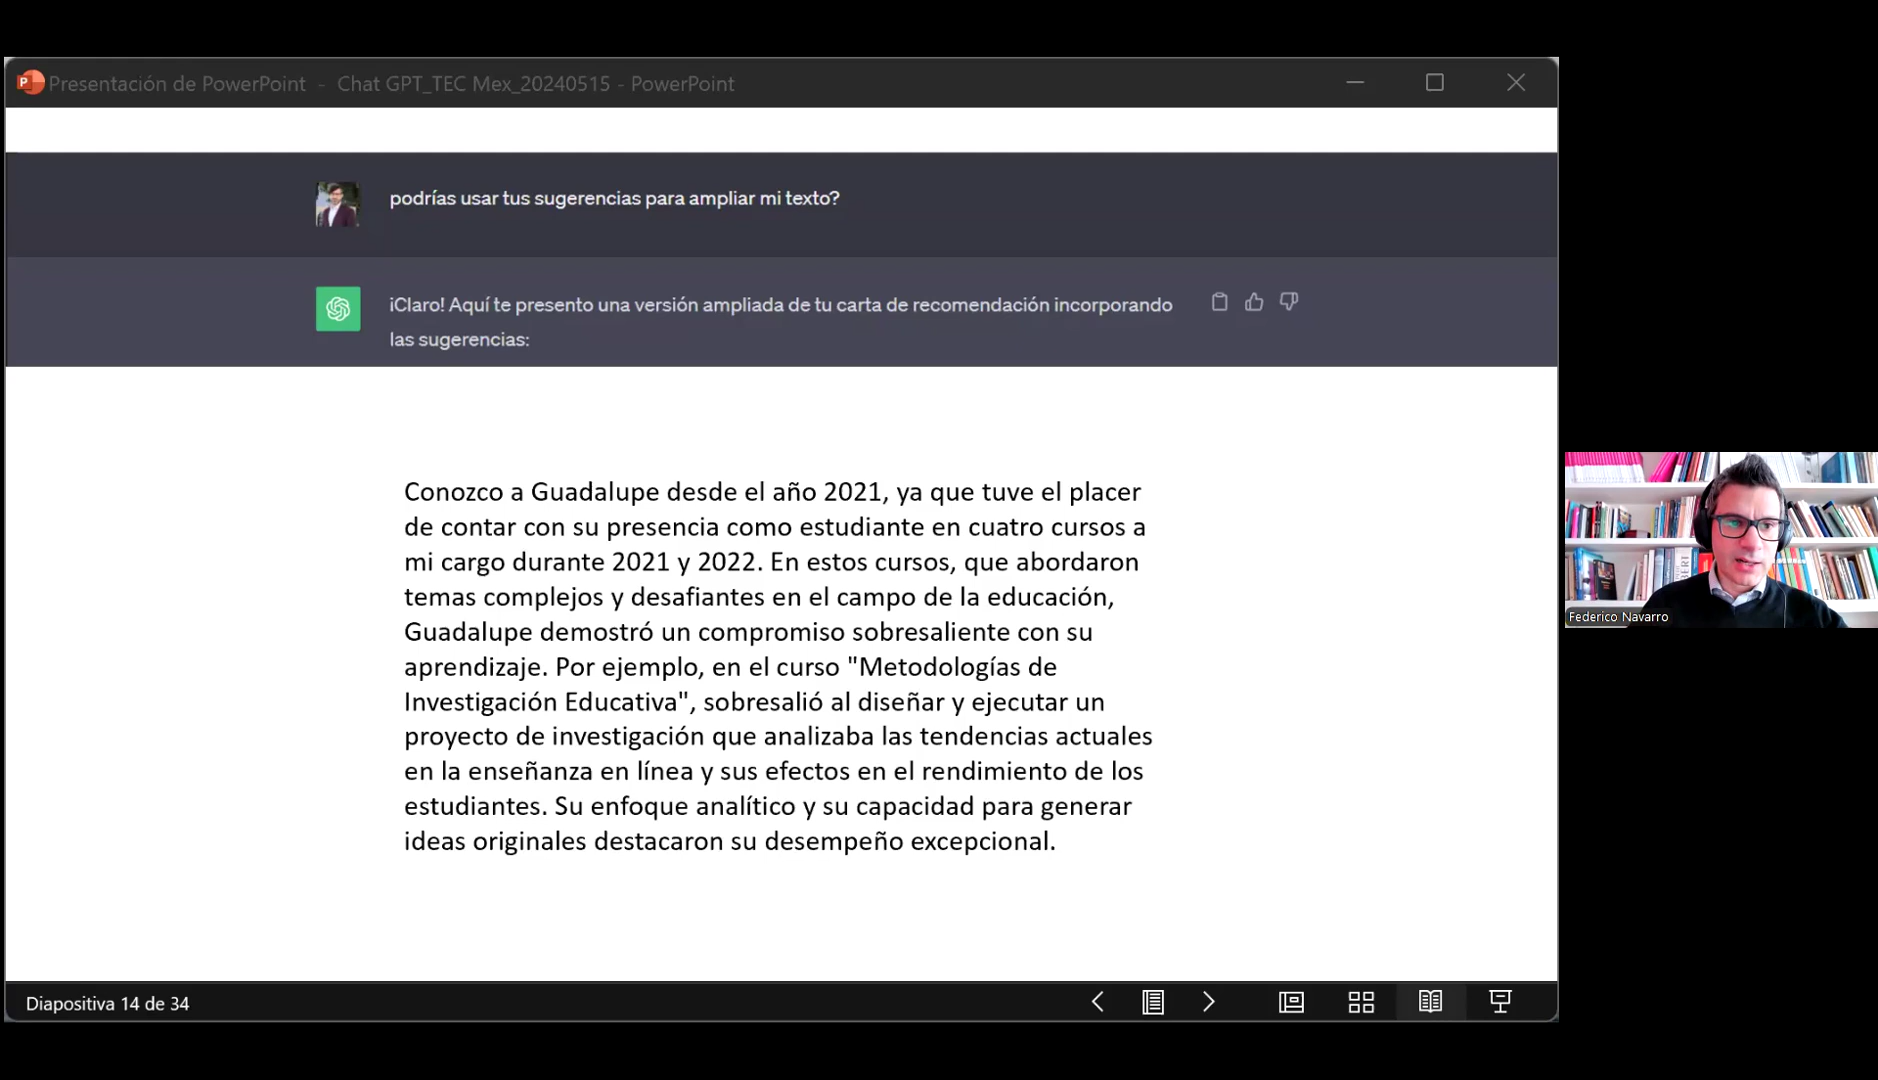 Presentación de PowerPoint - Chat GPT_TEC Mex_20240515 - PowerPoint
podrías usar tus sugerencias para ampliar mi texto?
¡Claro! Aquí te presento una versión ampliada de tu carta de recomendación incorporando
las sugerencias:
Conozco a Guadalupe desde el año 2021, ya que tuve el placer
de contar con su presencia como estudiante en cuatro cursos a
mi cargo durante 2021 y 2022. En estos cursos, que abordaron
temas complejos y desafiantes en el campo de la educación,
Guadalupe demostró un compromiso sobresaliente con su
aprendizaje. Por ejemplo, en el curso "Metodologías de
Investigación Educativa", sobresalió al diseñar y ejecutar un
proyecto de investigación que analizaba las tendencias actuales
en la enseñanza en línea y sus efectos en el rendimiento de los
estudiantes. Su enfoque analítico y su capacidad para generar
ideas originales destacaron su desempeño excepcional.
Federico Navarro
Diapositiva 14 de 34